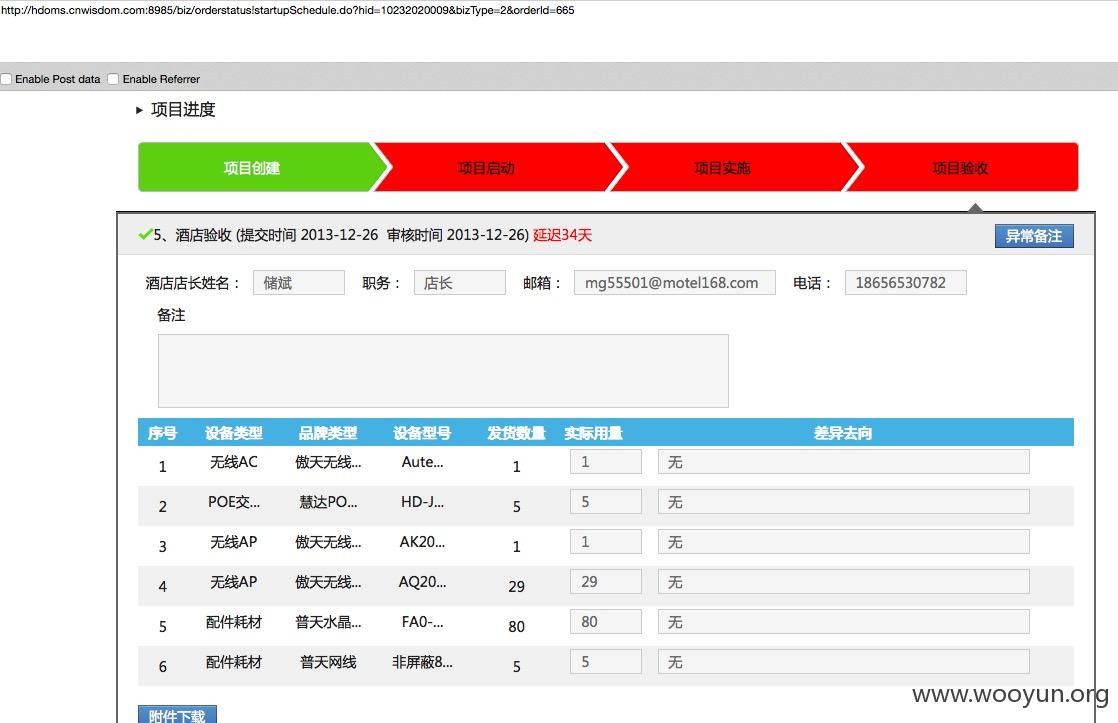 http://hdoms.cnwisdom.com:8985/biz/orderstatus!startupSchedule.do?hid=10232020009&bizType=2&orderId=665
Enable Post data Enable Referrer
▸ 项目进度
项目创建 项目启动 项目实施 项目验收
5、酒店验收 (提交时间 2013-12-26 审核时间 2013-12-26) 延迟34天 异常备注
酒店店长姓名： 储斌 职务： 店长 邮箱： mg55501@motel168.com 电话： 18656530782
备注
序号 设备类型 品牌类型 设备型号 发货数量 实际用量 差异去向
1 无线AC 傲天无线... Aute... 1 1 无
2 POE交... 慧达PO... HD-J... 5 5 无
3 无线AP 傲天无线... AK20... 1 1 无
4 无线AP 傲天无线... AQ20... 29 29 无
5 配件耗材 普天水晶... FA0-... 80 80 无
6 配件耗材 普天网线 非屏蔽8... 5 5 无
附件下载
www.wooyun.org